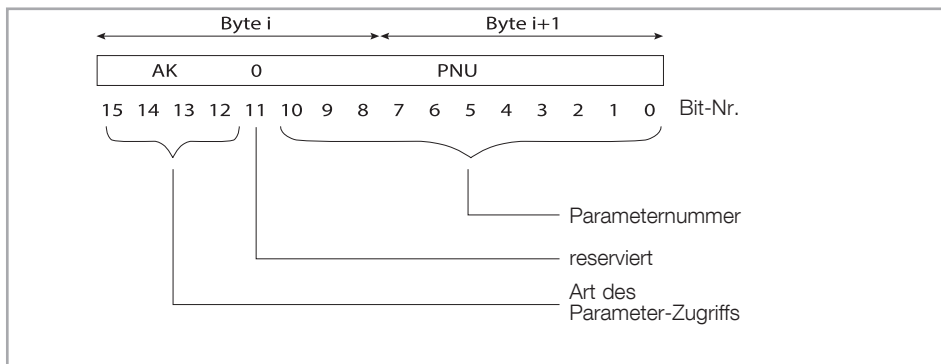 Byte i Byte i+1
AK 0 PNU
15 14 13 12 11 10 9 8 7 6 5 4 3 2 1 0 Bit-Nr.
Parameternummer
reserviert
Art des
Parameter-Zugriffs